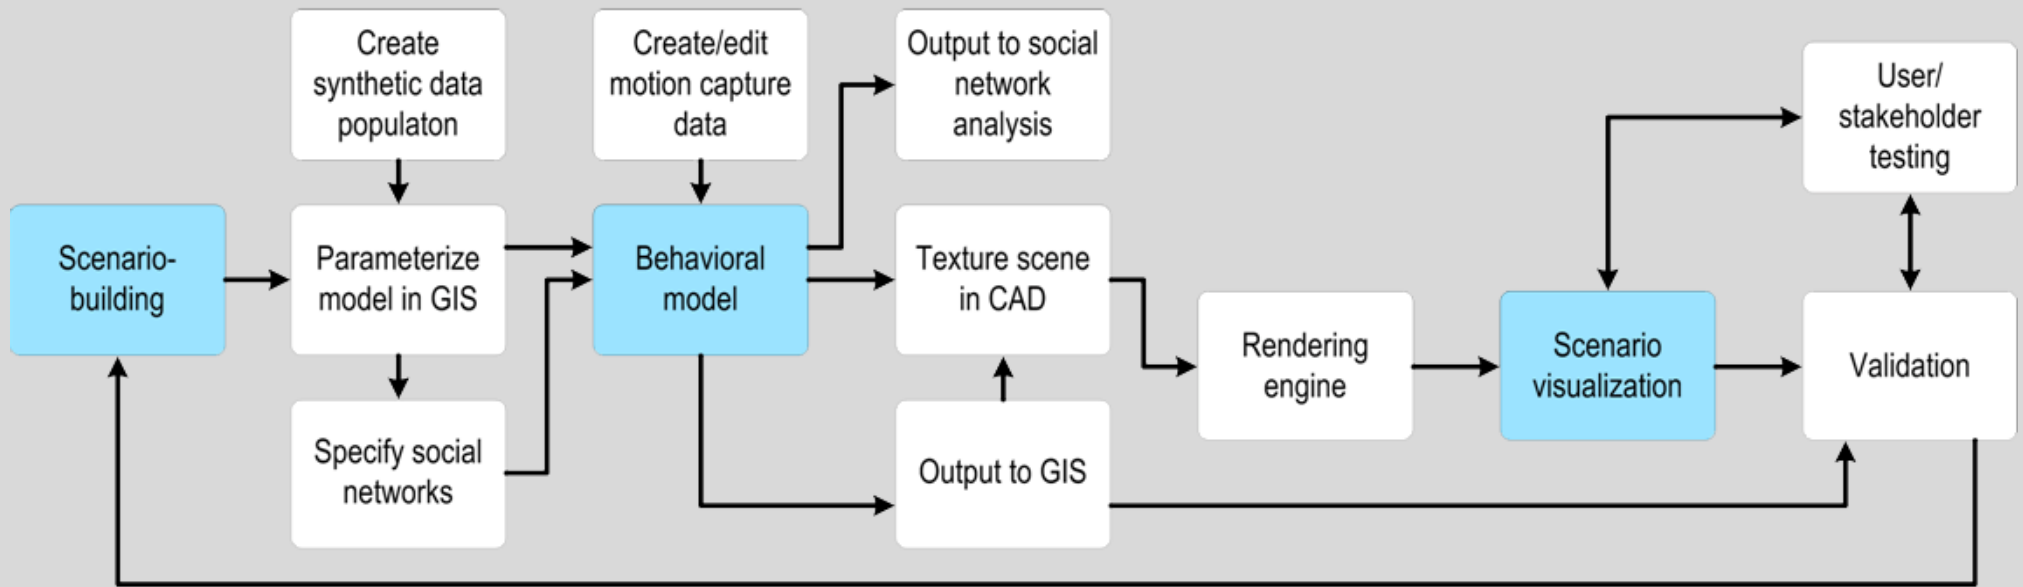 Create
synthetic data
populaton
Create/edit
motion capture
data
Output to social
network
analysis
User/
stakeholder
testing
Scenario-
building
Parameterize
model in GIS
Behavioral
model
Texture scene
in CAD
Rendering
engine
Scenario
visualization
Validation
Specify social
networks
Output to GIS